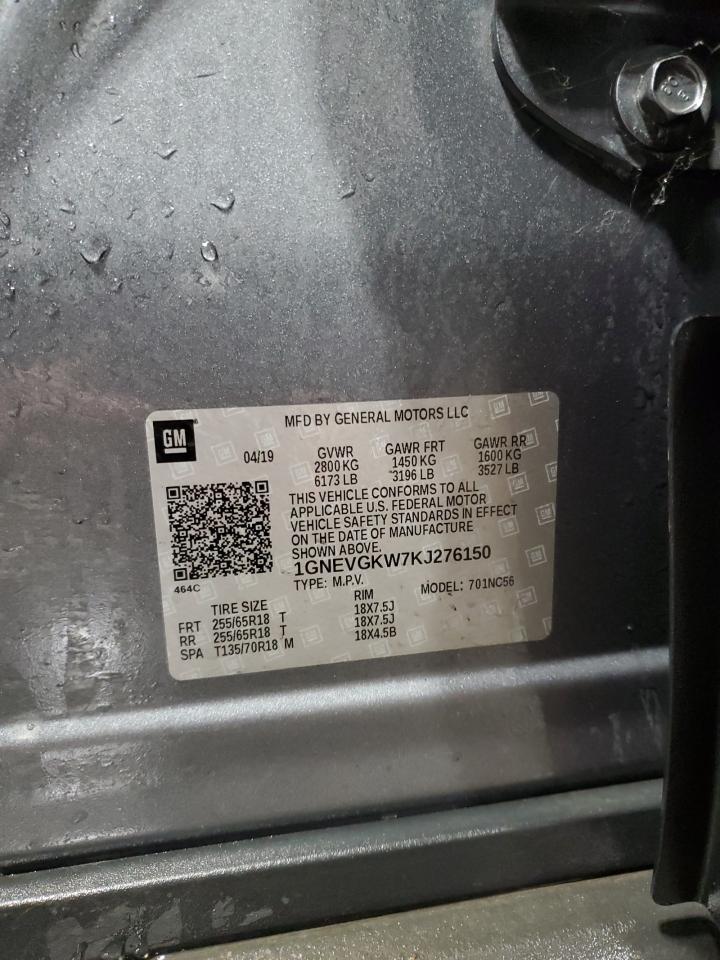 GM
MFD BY GENERAL MOTORS LLC
04/19
GVWR GAWR FRT GAWR RR
2800 KG 1450 KG 1600 KG
6173 LB 3196 LB 3527 LB
THIS VEHICLE CONFORMS TO ALL
APPLICABLE U.S. FEDERAL MOTOR
VEHICLE SAFETY STANDARDS IN EFFECT
ON THE DATE OF MANUFACTURE
SHOWN ABOVE.
1GNEVGKW7KJ276150
464C
TYPE: M.P.V. MODEL: 701NC56
TIRE SIZE RIM
FRT 255/65R18 T 18X7.5J
RR 255/65R18 T 18X7.5J
SPA T135/70R18 M 18X4.5B